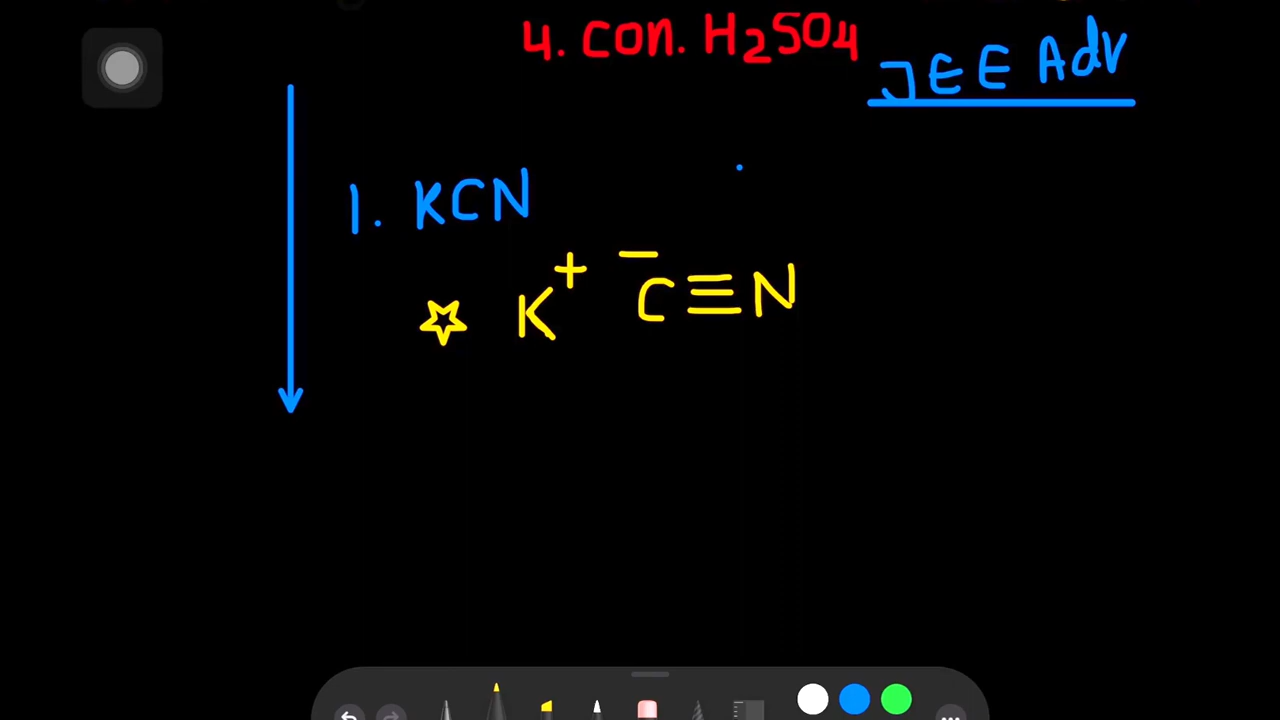 4. con. H2SO4
JEE Adv
1. KCN
☆ K⁺ ⁻C≡N